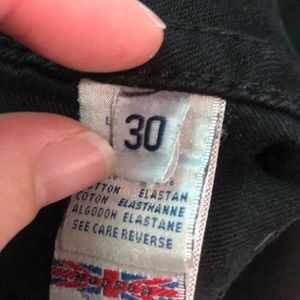 30
COTTON ELASTAN
COTON ELASTHANNE
ALGODON ELASTANE
SEE CARE REVERSE